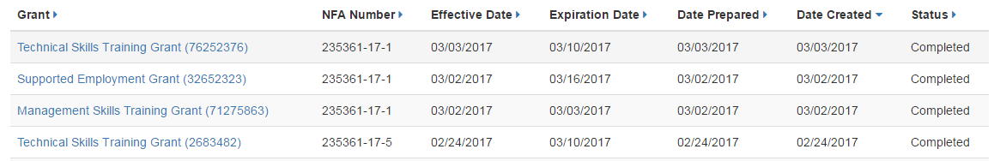 Grant NFA Number Effective Date Expiration Date Date Prepared Date Created Status
Technical Skills Training Grant (76252376) 235361-17-1 03/03/2017 03/10/2017 03/03/2017 03/03/2017 Completed
Supported Employment Grant (32652323) 235361-17-1 03/02/2017 03/16/2017 03/02/2017 03/02/2017 Completed
Management Skills Training Grant (71275863) 235361-17-1 03/02/2017 03/03/2017 03/02/2017 03/02/2017 Completed
Technical Skills Training Grant (2683482) 235361-17-5 02/24/2017 03/10/2017 02/24/2017 02/24/2017 Completed